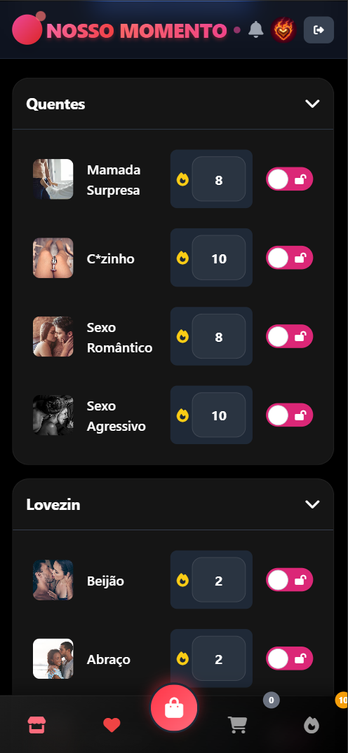 NOSSO MOMENTO
Quentes
Mamada
Surpresa
8
C*zinho
10
Sexo
Romântico
8
Sexo
Agressivo
10
Lovezin
Beijão
2
Abraço
2
0
10